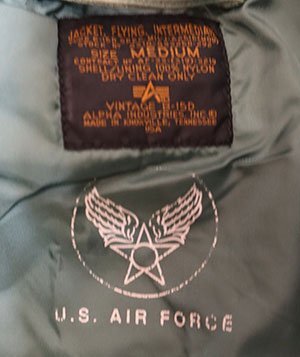 JACKET, FLYING, INTERMEDIATE
SIZE MEDIUM
SHELL/LINING 100% NYLON
DRY CLEAN ONLY
VINTAGE B-15D
ALPHA INDUSTRIES INC.
MADE IN KNOXVILLE, TENNESSEE
USA
U.S. AIR FORCE